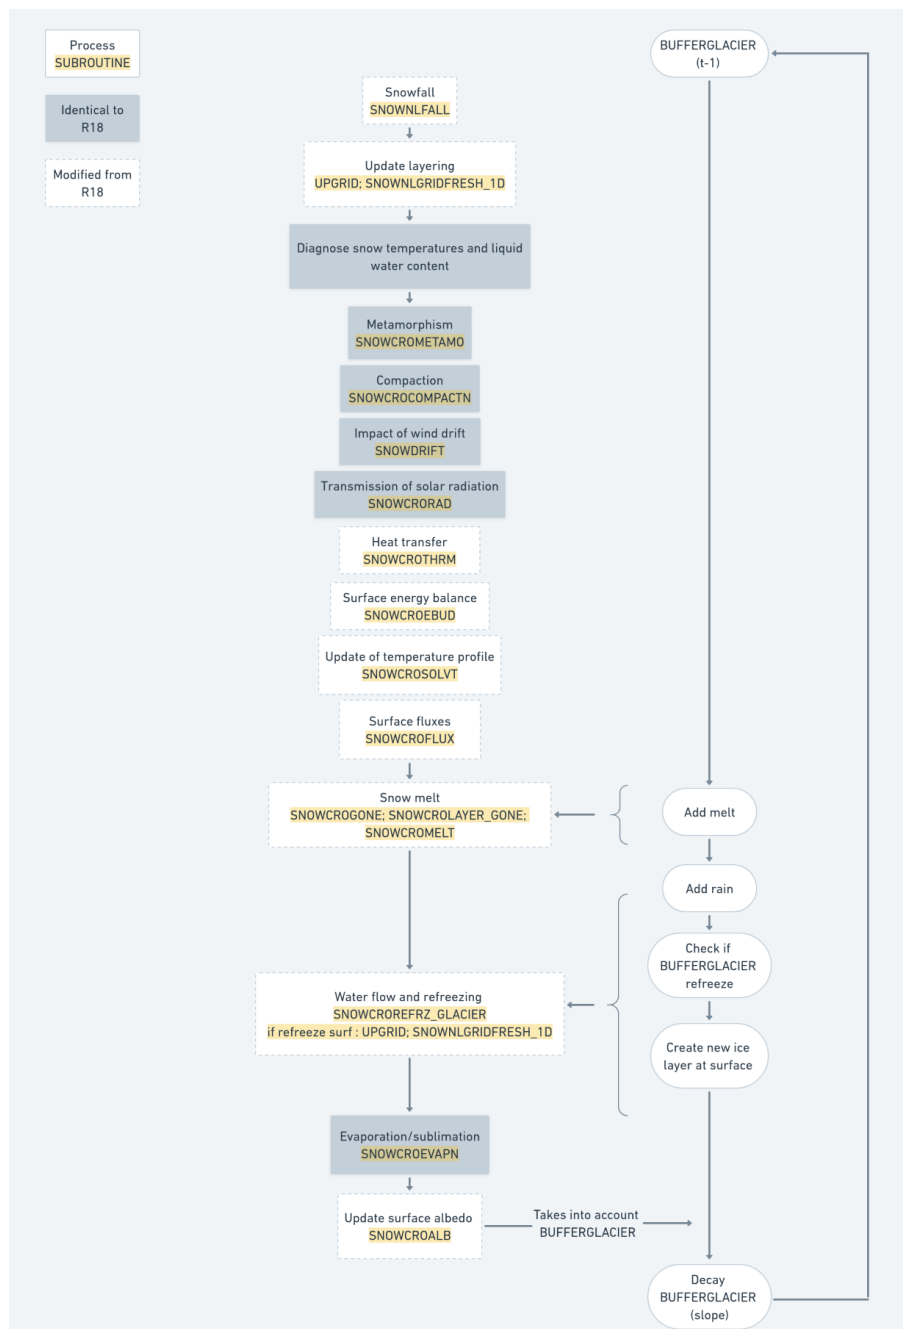 Process
SUBROUTINE
Identical to
R18
Modified from
R18
Snowfall
SNOWNLFALL
Update layering
UPGRID; SNOWNLGRIDFRESH_1D
Diagnose snow temperatures and liquid
water content
Metamorphism
SNOWCROMETAMO
Compaction
SNOWCROCOMPACTN
Impact of wind drift
SNOWDRIFT
Transmission of solar radiation
SNOWCRORAD
Heat transfer
SNOWCROTHRM
Surface energy balance
SNOWCROEBUD
Update of temperature profile
SNOWCROSOLVT
Surface fluxes
SNOWCROFLUX
Snow melt
SNOWCROGONE; SNOWCROLAYER_GONE;
SNOWCROMELT
Water flow and refreezing
SNOWCROREFRZ_GLACIER
if refreeze surf : UPGRID; SNOWNLGRIDFRESH_1D
Evaporation/sublimation
SNOWCROEVAPN
Update surface albedo
SNOWCROALB
Takes into account
BUFFERGLACIER
BUFFERGLACIER
(t-1)
Add melt
Add rain
Check if
BUFFERGLACIER
refreeze
Create new ice
layer at surface
Decay
BUFFERGLACIER
(slope)